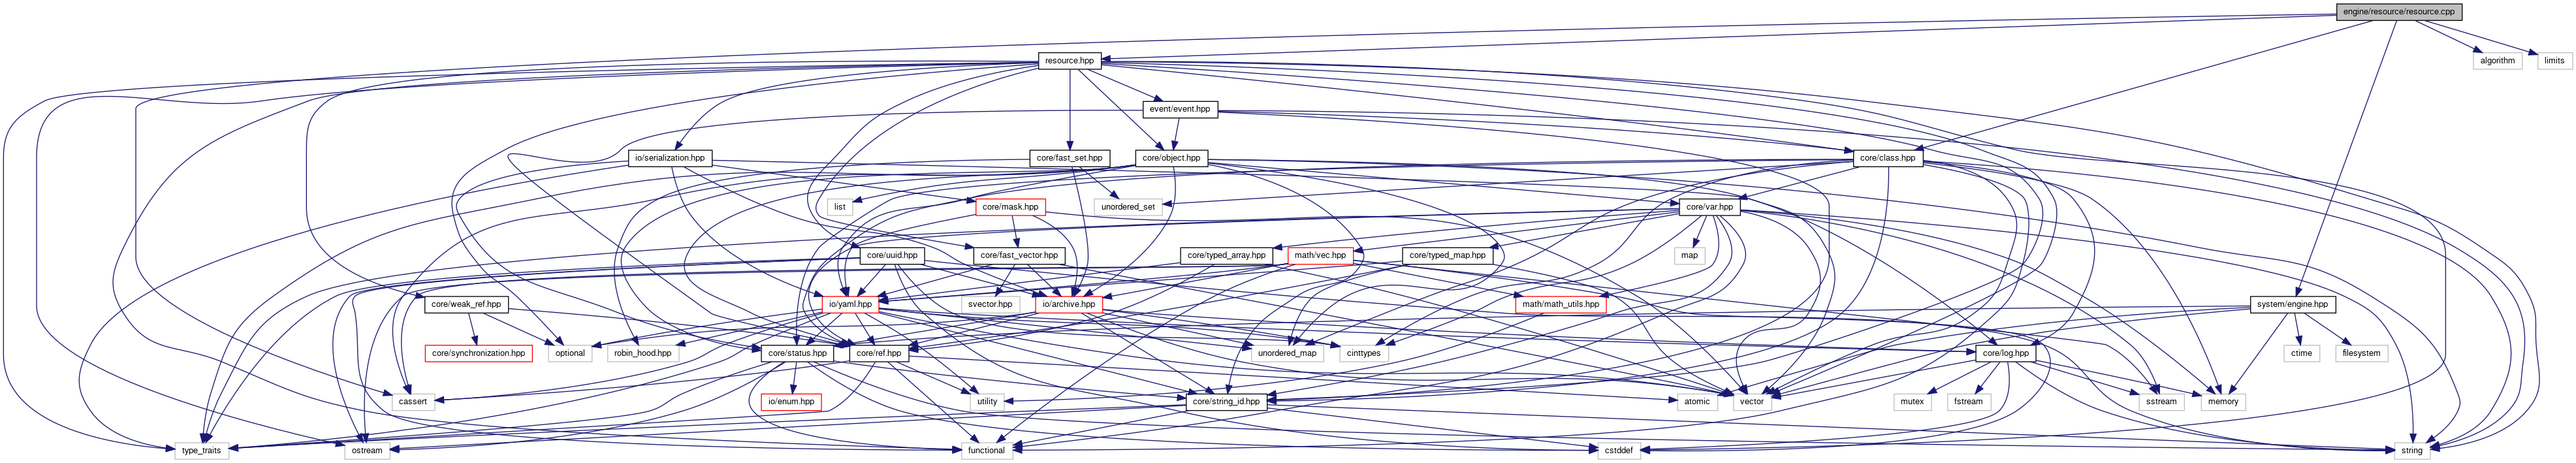 engine/resource/resource.cpp
resource.hpp
algorithm
limits
event/event.hpp
io/serialization.hpp
core/fast_set.hpp
core/object.hpp
core/class.hpp
list
core/mask.hpp
unordered_set
core/var.hpp
core/uuid.hpp
core/fast_vector.hpp
core/typed_array.hpp
math/vec.hpp
core/typed_map.hpp
map
core/weak_ref.hpp
io/yaml.hpp
svector.hpp
io/archive.hpp
math/math_utils.hpp
system/engine.hpp
core/synchronization.hpp
optional
robin_hood.hpp
core/status.hpp
core/ref.hpp
unordered_map
cinttypes
core/log.hpp
ctime
filesystem
cassert
io/enum.hpp
utility
core/string_id.hpp
atomic
vector
mutex
fstream
sstream
memory
type_traits
ostream
functional
cstddef
string